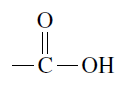 O
— C — OH